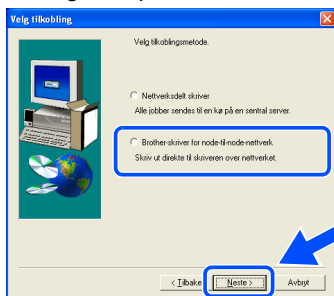 Velg tilkobling
Velg tilkoblingsmetode.
Nettverksdelt skriver
Alle jobber sendes til en kø på en sentral server.
Brother-skriver for node-til-node-nettverk
Skriv ut direkte til skriveren over nettverket.
< Tilbake Neste > Avbryt